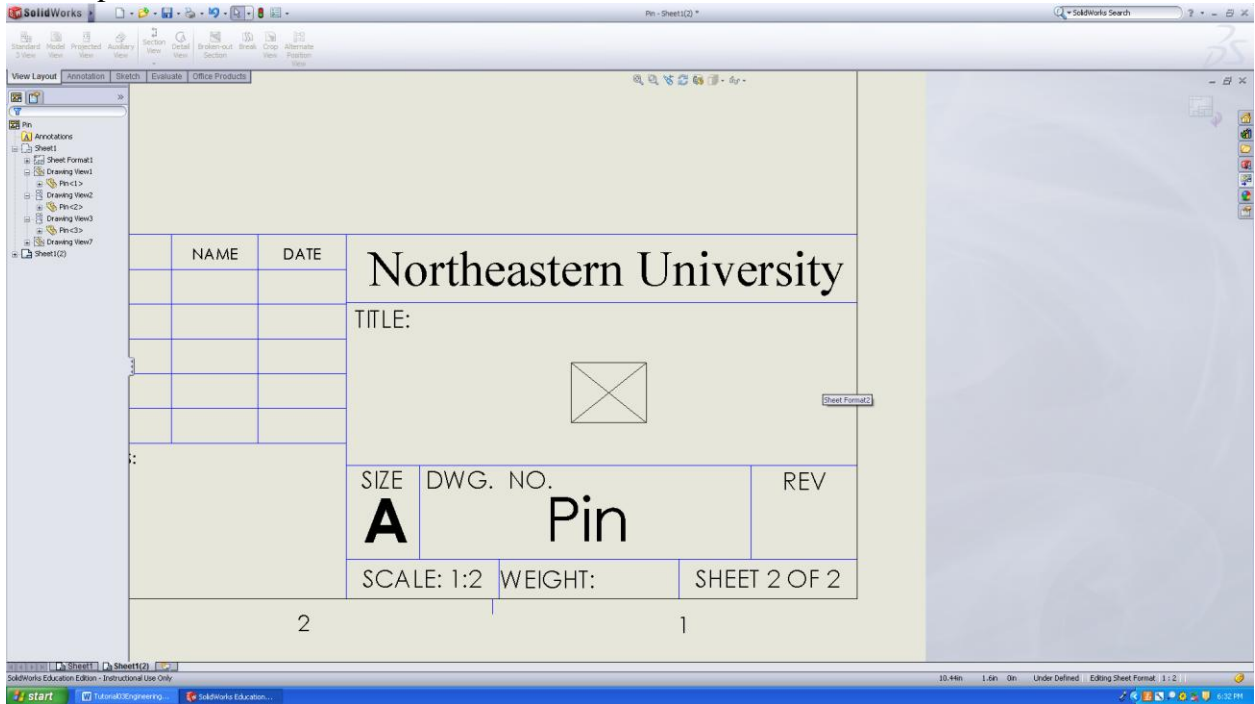 SolidWorks
Pin - Sheet1(2) *
SolidWorks Search
Standard 3 View
Model View
Projected View
Auxiliary View
Section View
Detail View
Broken-out Section
Break
Crop View
Alternate Position View
View Layout Annotation Sketch Evaluate Office Products
Pin
Annotations
Sheet1
Sheet Format1
Drawing View1
Pin<1>
Drawing View2
Pin<2>
Drawing View3
Pin<3>
Drawing View7
Sheet1(2)
NAME DATE
Northeastern University
TITLE:
Sheet Format2
S:
SIZE DWG. NO. REV
A Pin
SCALE: 1:2 WEIGHT: SHEET 2 OF 2
2 1
Sheet1 Sheet1(2)
SolidWorks Education Edition - Instructional Use Only
10.44in 1.6in 0in Under Defined Editing Sheet Format 1 : 2
start Tutorial03Engineering... SolidWorks Education... 6:32 PM